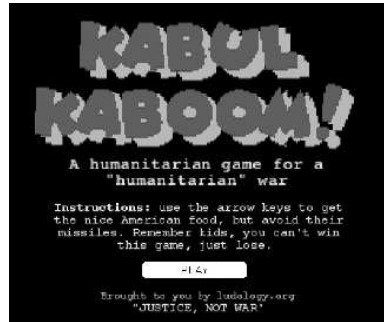 KABUL
KABOOM!!
A humanitarian game for a
"humanitarian" war
Instructions: use the arrow keys to get
the nice American food, but avoid their
missiles. Remember kids, you can't win
this game, just lose.
PLAY
Brought to you by ludology.org
"JUSTICE, NOT WAR"